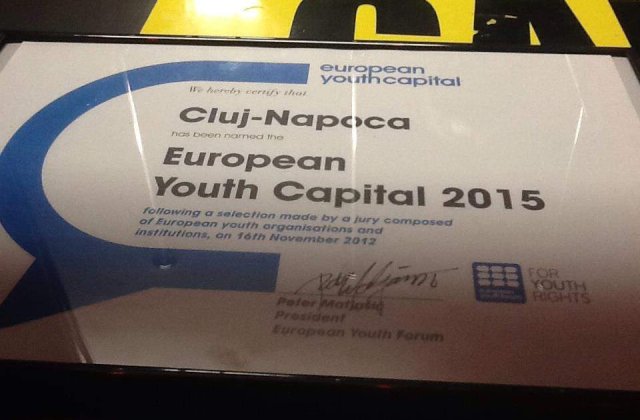 european
youthcapital
We hereby certify that
Cluj-Napoca
has been named the
European
Youth Capital 2015
following a selection made by a jury composed
of European youth organisations and
institutions, on 16th November 2012
Peter Matjašič
President
European Youth Forum
FOR
YOUTH
RIGHTS